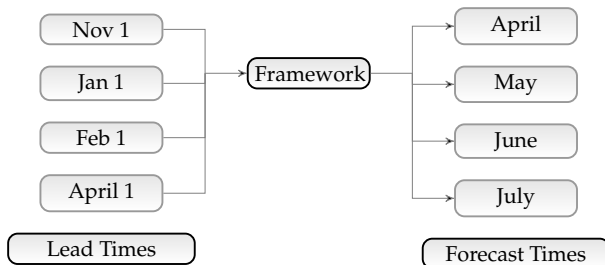 Nov 1
Jan 1
Feb 1
April 1
Lead Times
Framework
April
May
June
July
Forecast Times